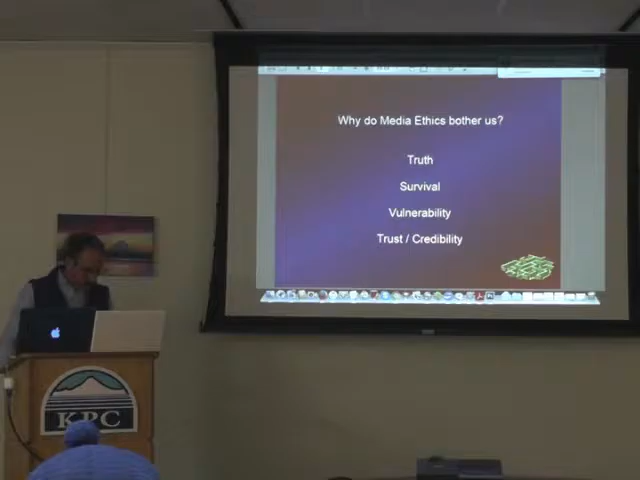 Why do Media Ethics bother us?
Truth
Survival
Vulnerability
Trust / Credibility
KPC